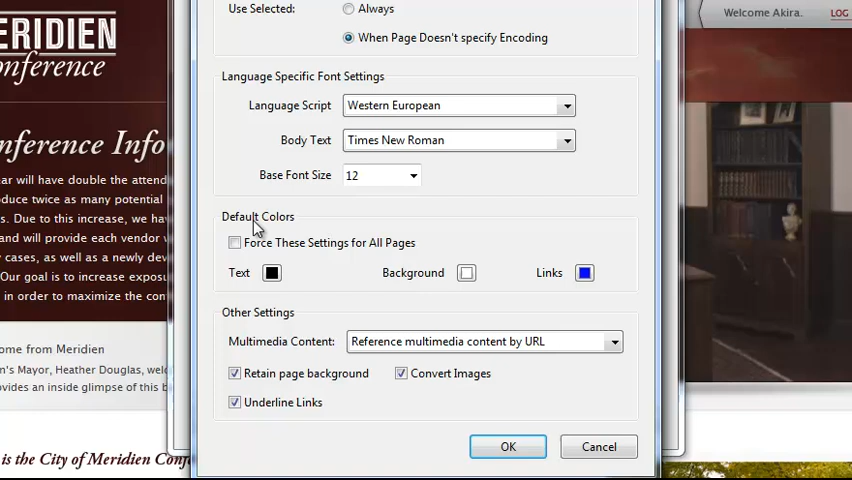 Use Selected:
Always
Welcome Akira.
LOG
ERIDIEN
onference
When Page Doesn't specify Encoding
Language Specific Font Settings
Language Script
Western European
Body Text
Times New Roman
Base Font Size
12
nference Info
ar will have double the attend
oduce twice as many potential
s. Due to this increase, we ha
and will provide each vendor
y cases, as well as a newly dev
Our goal is to increase exposu
in order to maximize the con
Default Colors
Force These Settings for All Pages
Text
Background
Links
Other Settings
Multimedia Content:
Reference multimedia content by URL
ome from Meridien
n's Mayor, Heather Douglas, welc
ovides an inside glimpse of this b
Retain page background
Convert Images
Underline Links
OK
Cancel
is the City of Meridien Conf